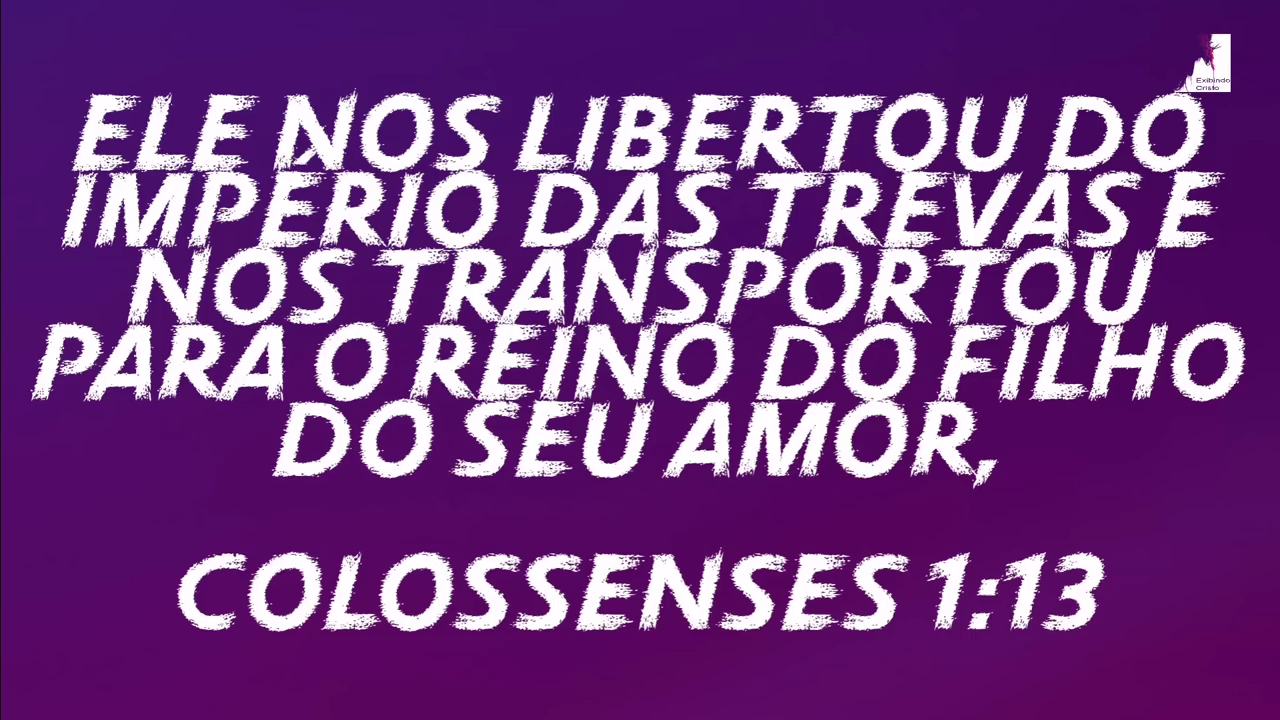 Exibindo
Cristo
ELE NOS LIBERTOU DO
IMPÉRIO DAS TREVAS E
NOS TRANSPORTOU
PARA O REINO DO FILHO
DO SEU AMOR,
COLOSSENSES 1:13